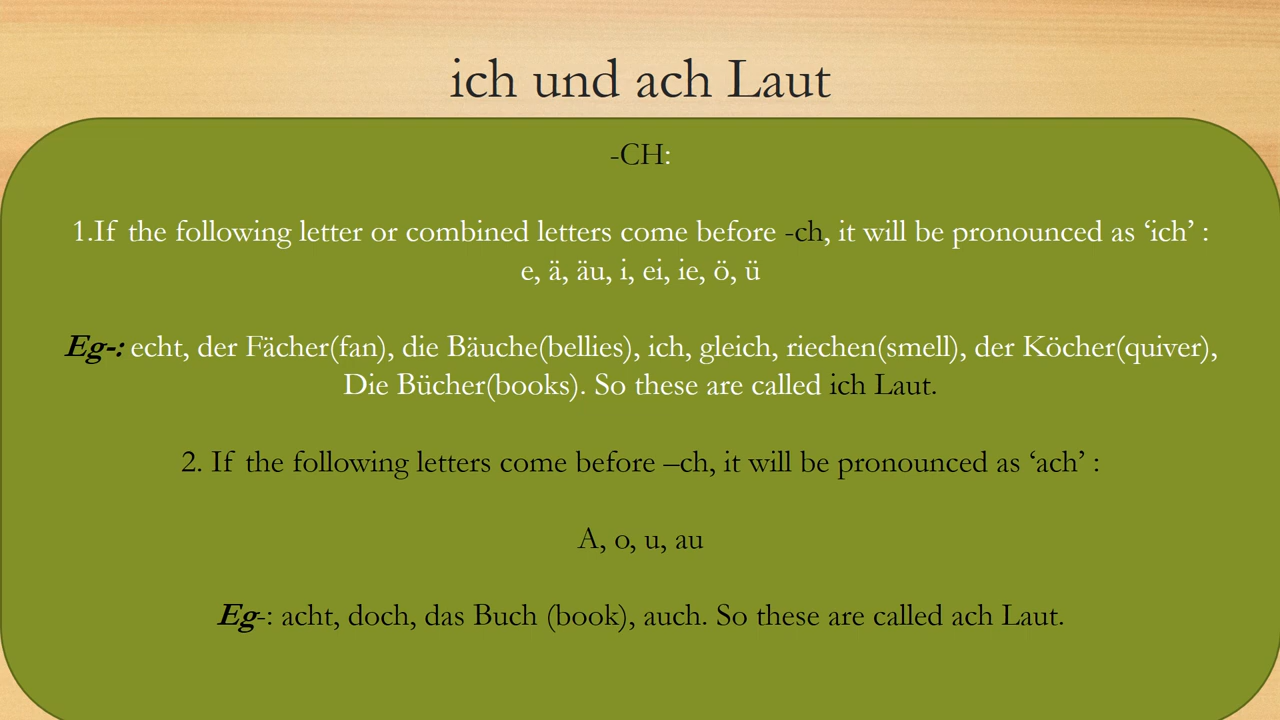 ich und ach Laut
-CH:
1.If the following letter or combined letters come before -ch, it will be pronounced as ‘ich’ :
e, ä, äu, i, ei, ie, ö, ü
Eg-: echt, der Fächer(fan), die Bäuche(bellies), ich, gleich, riechen(smell), der Köcher(quiver),
Die Bücher(books). So these are called ich Laut.
2. If the following letters come before –ch, it will be pronounced as ‘ach’ :
A, o, u, au
Eg-: acht, doch, das Buch (book), auch. So these are called ach Laut.